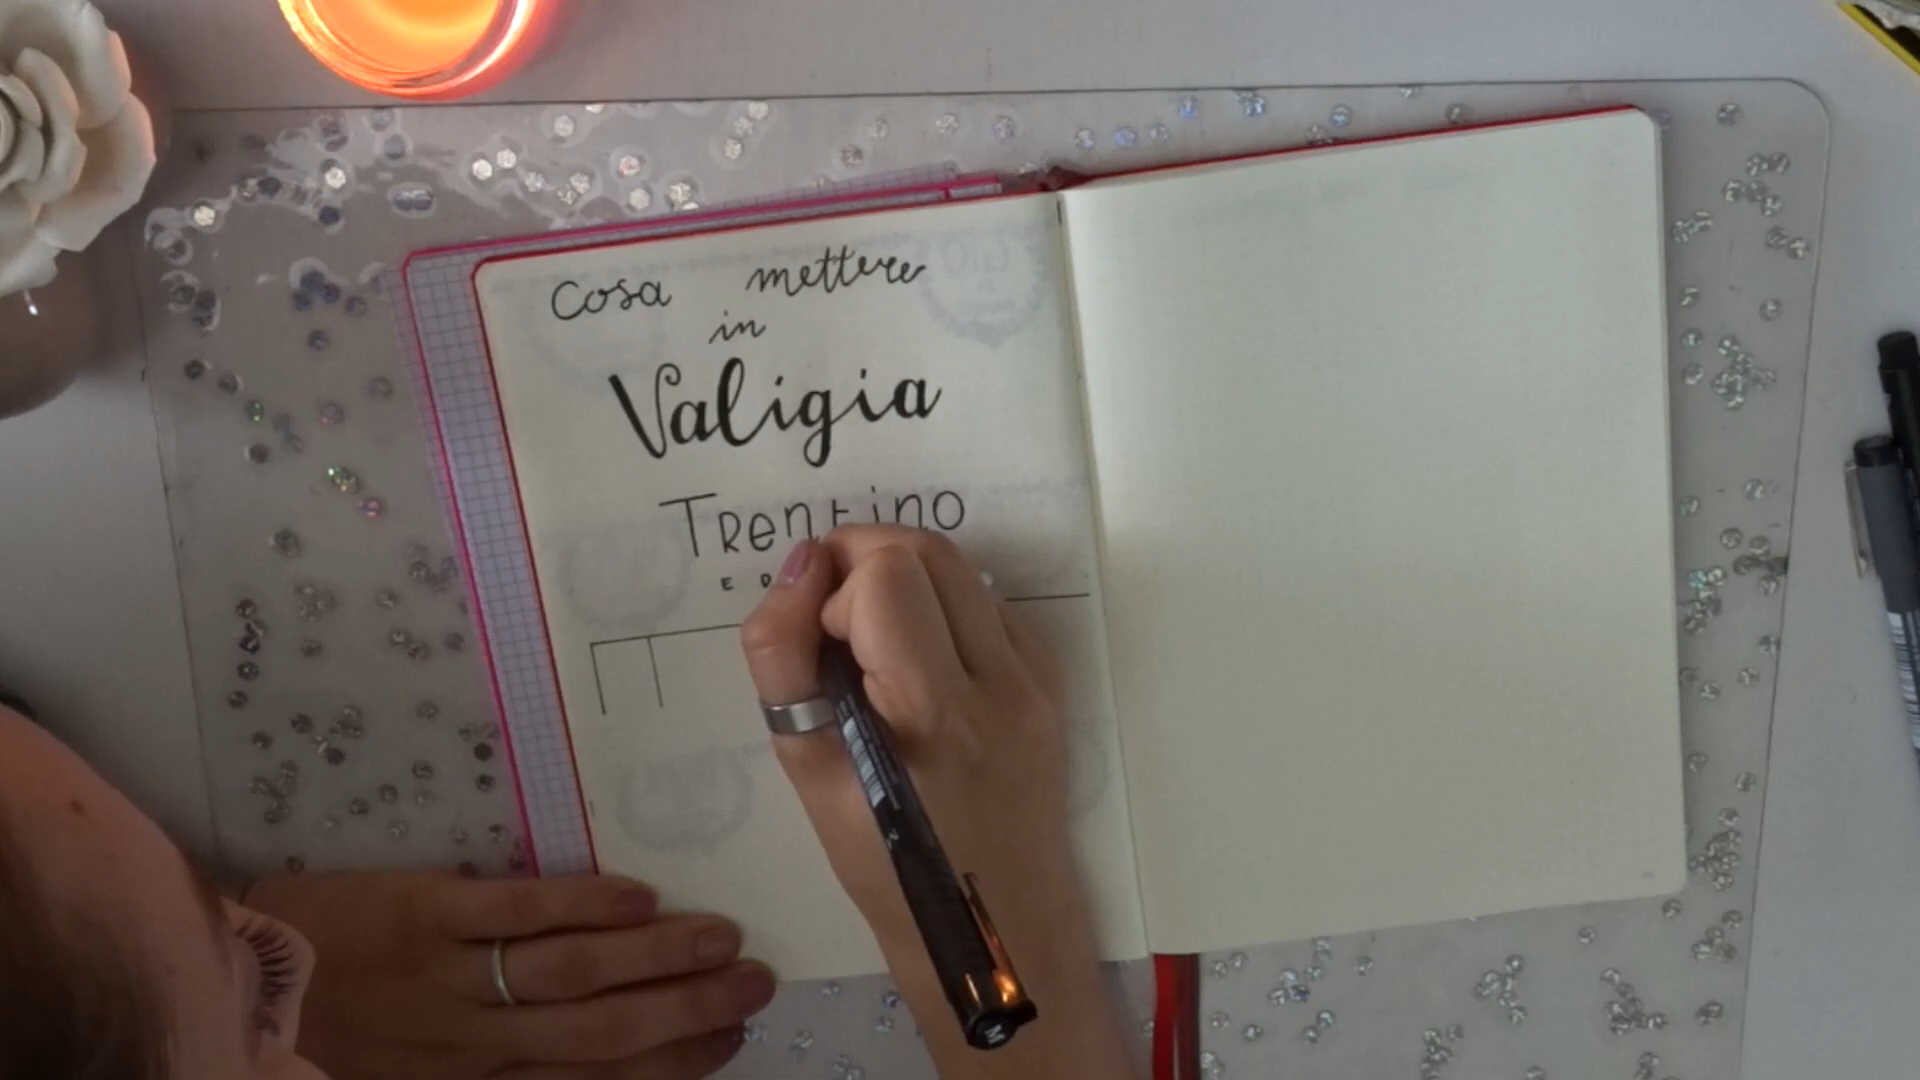 Cosa mettere
in
Valigia
Trentino